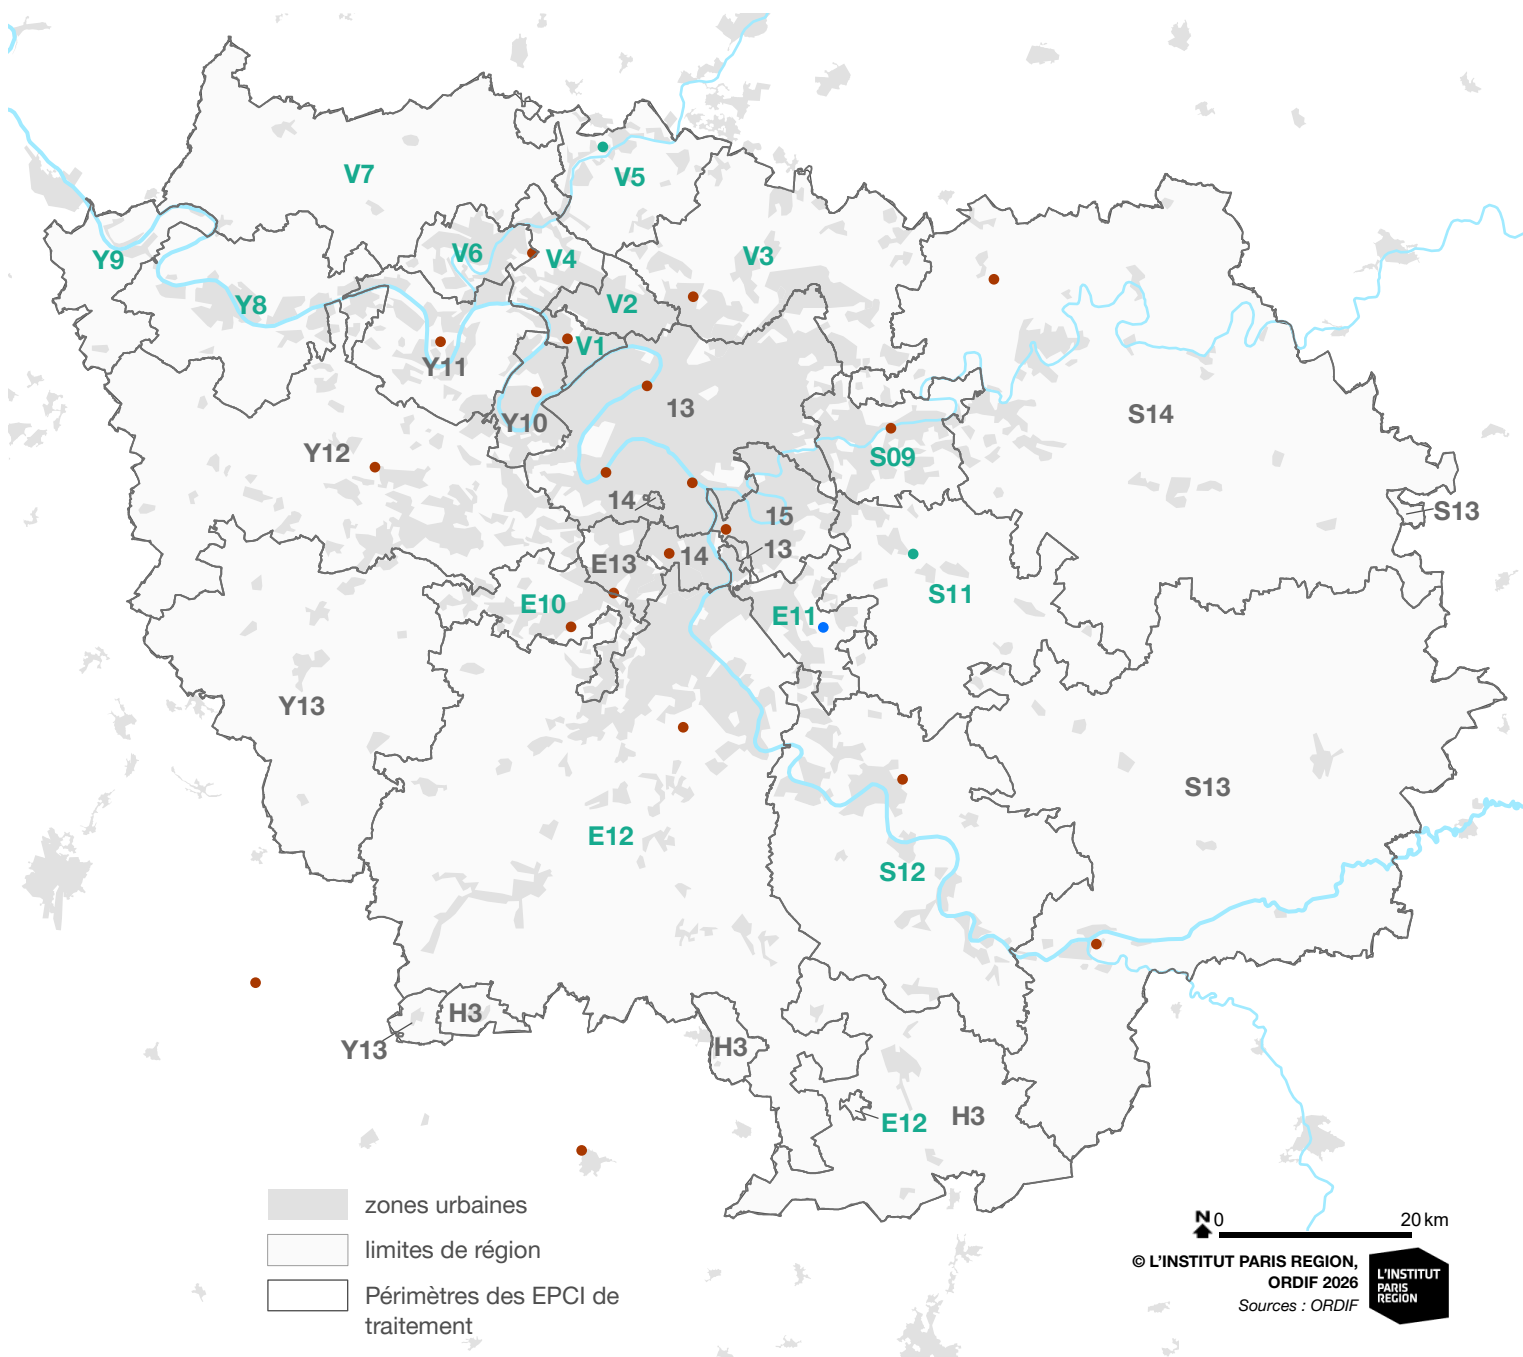 V7
V5
V6
V4
V3
Y9
Y8
V2
V1
Y11
Y10
13
S14
Y12
S09
14
15
S13
13
14
E13
E10
E11
S11
Y13
S13
E12
S12
H3
Y13
H3
E12
H3
zones urbaines
limites de région
Périmètres des EPCI de
traitement
N 0 20 km
© L'INSTITUT PARIS REGION,
ORDIF 2026
Sources : ORDIF
L'INSTITUT
PARIS
REGION